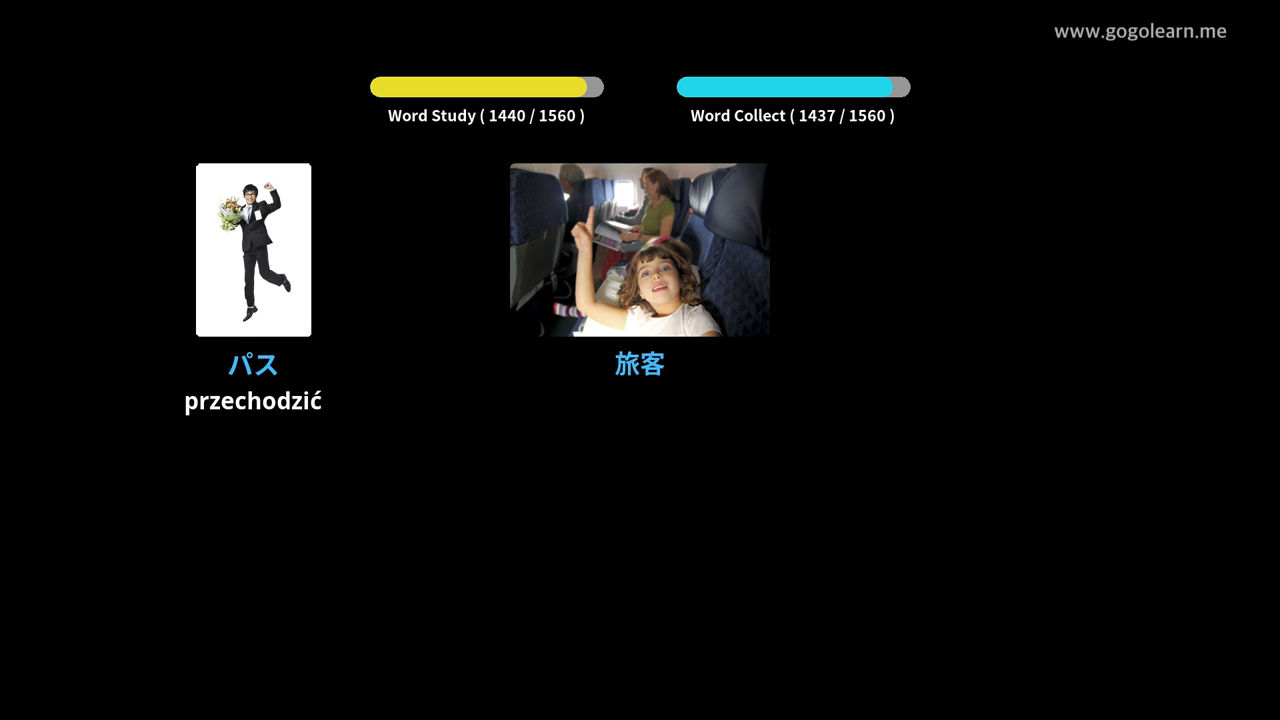 www.gogolearn.me
Word Study ( 1440 / 1560 )
Word Collect ( 1437 / 1560 )
パス
przechodzić
旅客